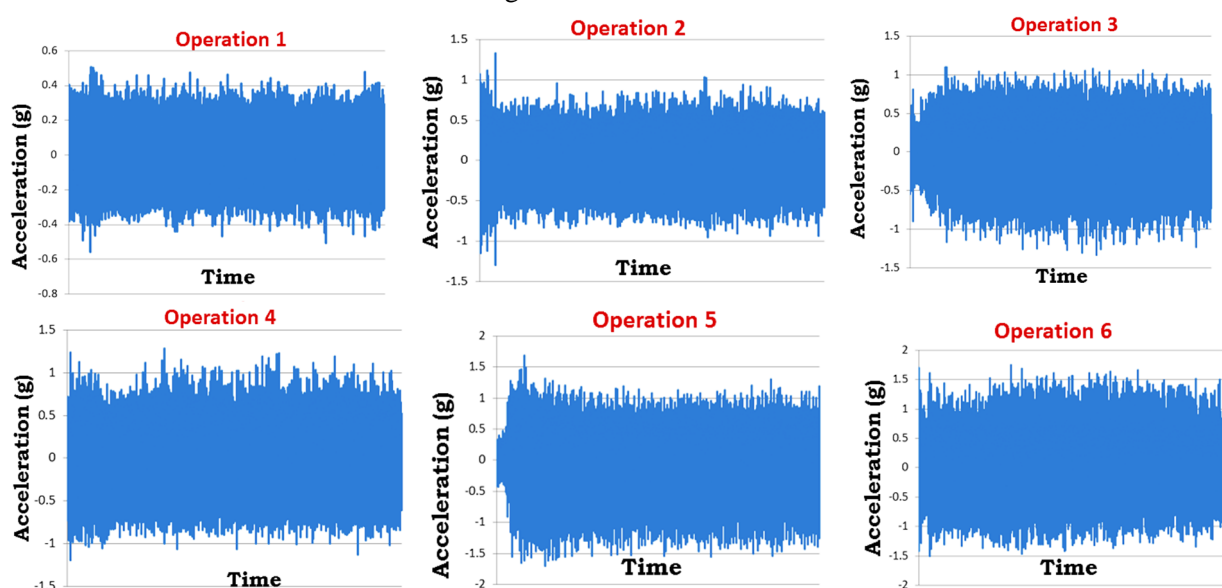 Operation 1
Acceleration (g)
0.6
0.4
0.2
0
-0.2
-0.4
-0.6
-0.8
Time
Operation 2
Acceleration (g)
1.5
1
0.5
0
-0.5
-1
-1.5
Time
Operation 3
Acceleration (g)
1.5
1
0.5
0
-0.5
-1
-1.5
Time
Operation 4
Acceleration (g)
1.5
1
0.5
0
-0.5
-1
-1.5
Time
Operation 5
Acceleration (g)
2
1.5
1
0.5
0
-0.5
-1
-1.5
-2
Time
Operation 6
Acceleration (g)
2
1.5
1
0.5
0
-0.5
-1
-1.5
-2
Time